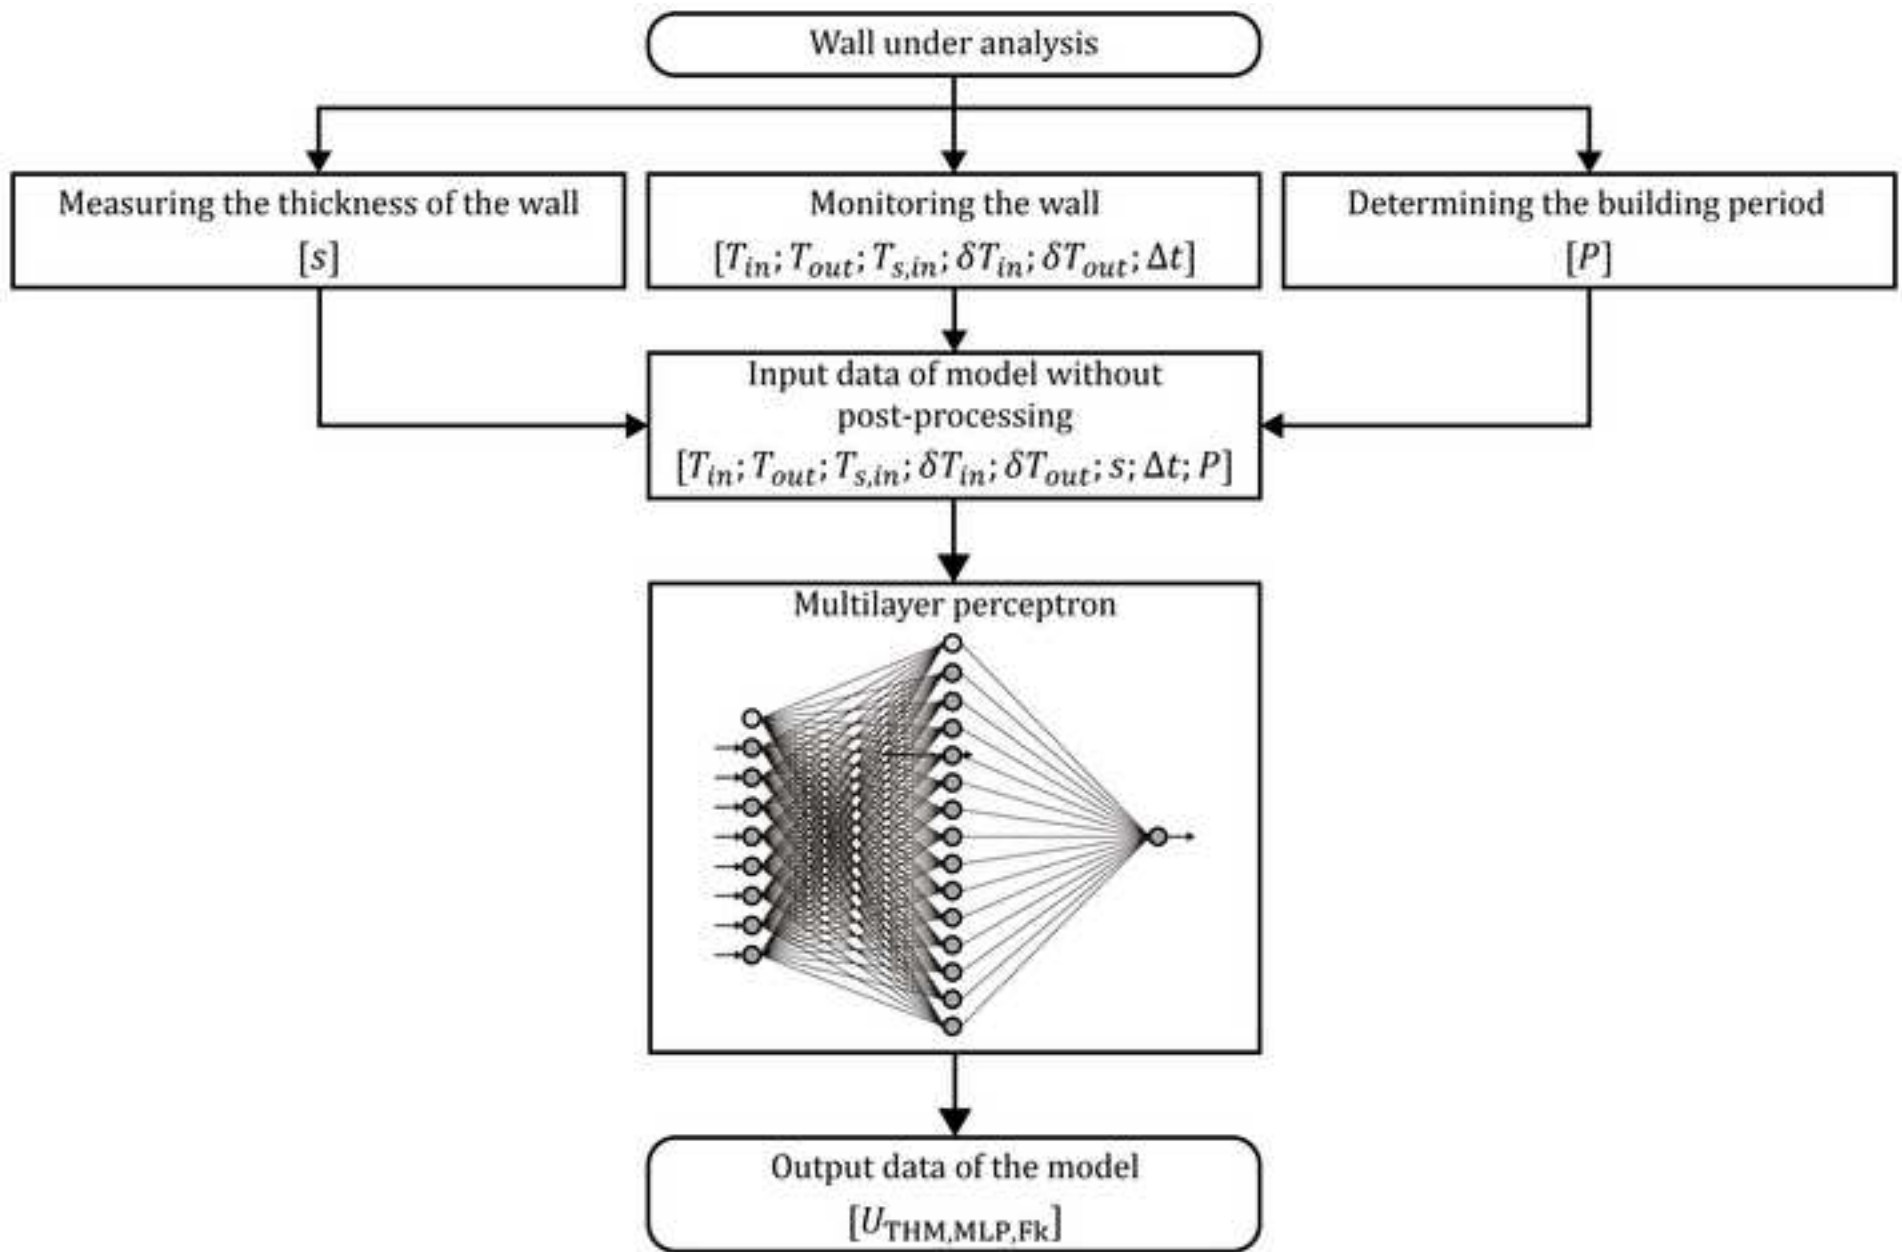 Wall under analysis
Measuring the thickness of the wall
[s]
Monitoring the wall
[T_in; T_out; T_s,in; δT_in; δT_out; Δt]
Determining the building period
[P]
Input data of model without
post-processing
[T_in; T_out; T_s,in; δT_in; δT_out; s; Δt; P]
Multilayer perceptron
Output data of the model
[U_THM,MLP,Fk]